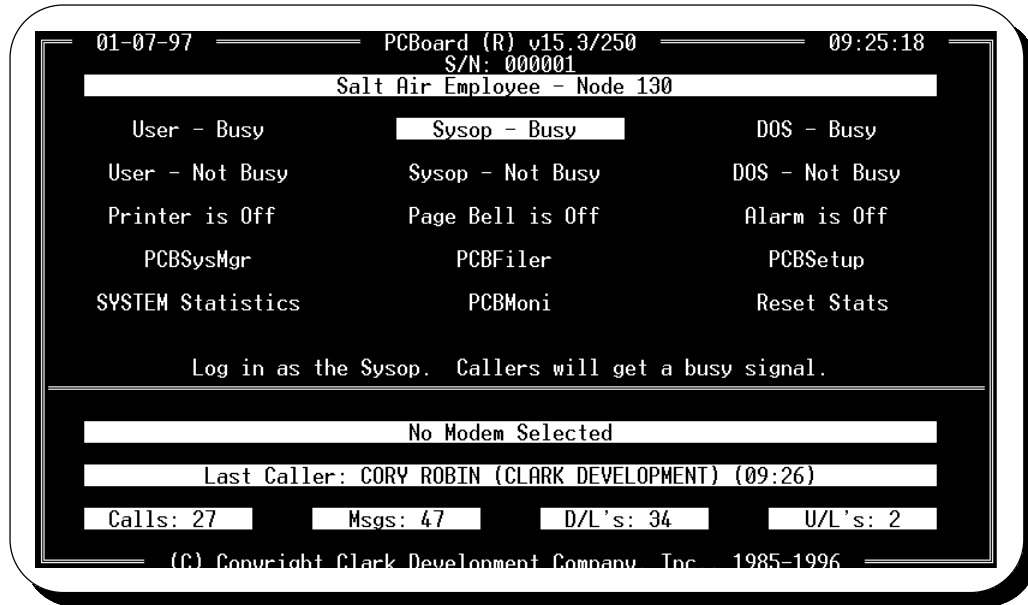 01-07-97 PCBoard (R) v15.3/250 09:25:18
S/N: 000001
Salt Air Employee - Node 130
User - Busy Sysop - Busy DOS - Busy
User - Not Busy Sysop - Not Busy DOS - Not Busy
Printer is Off Page Bell is Off Alarm is Off
PCBSysMgr PCBFiler PCBSetup
SYSTEM Statistics PCBMoni Reset Stats
Log in as the Sysop. Callers will get a busy signal.
No Modem Selected
Last Caller: CORY ROBIN (CLARK DEVELOPMENT) (09:26)
Calls: 27 Msgs: 47 D/L's: 34 U/L's: 2
(C) Copyright Clark Development Company, Inc. 1985-1996